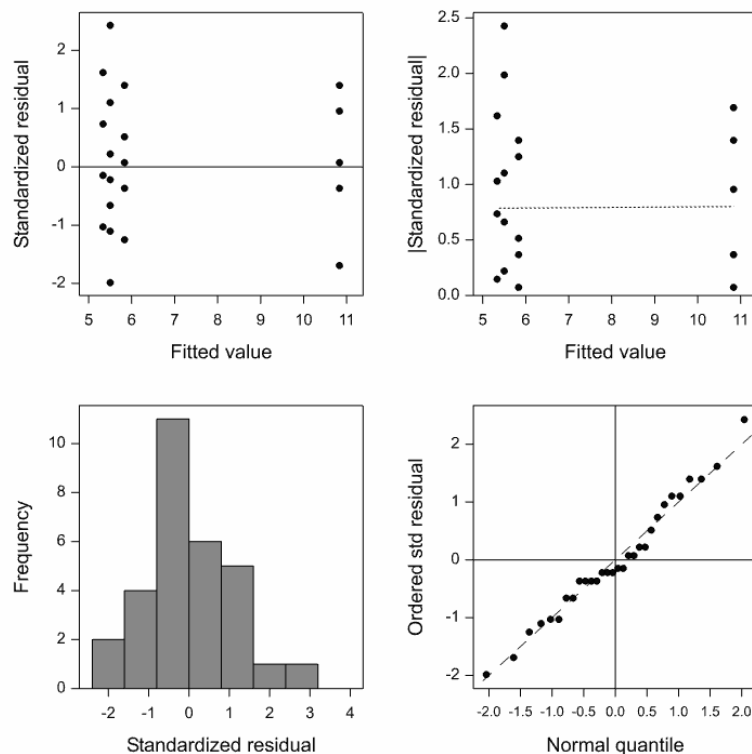 Standardized residual
2
1
0
-1
-2
5 6 7 8 9 10 11
Fitted value
|Standardized residual|
2.5
2.0
1.5
1.0
0.5
0.0
5 6 7 8 9 10 11
Fitted value
Frequency
10
8
6
4
2
0
-2 -1 0 1 2 3 4
Standardized residual
Ordered std residual
2
1
0
-1
-2
-2.0 -1.5 -1.0 -0.5 0.0 0.5 1.0 1.5 2.0
Normal quantile